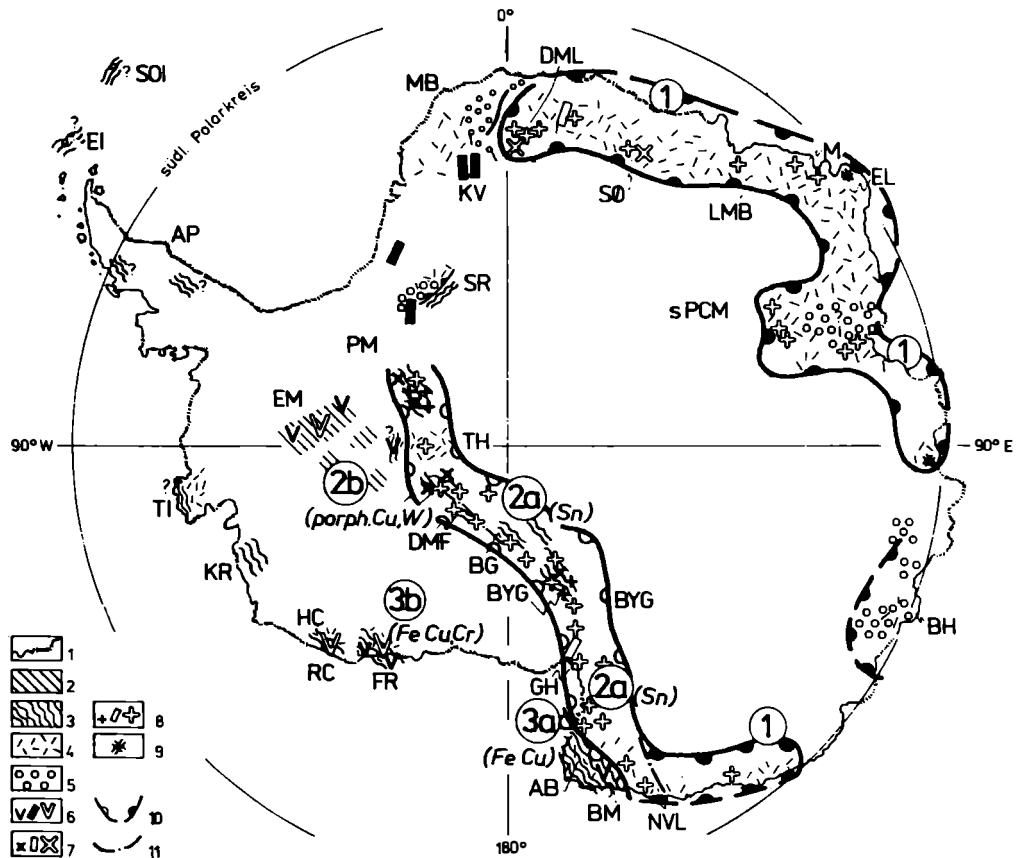 0°
DML
MB
1
SOI
südl. Polarkreis
EI
M
EL
KV
SØ
LMB
AP
SR
sPCM
PM
1
EM
TH
90°W
90°E
2b
2a (Sn)
(porph.Cu,W)
TI
DMF
BG
KR
BYG
BYG
3b
BH
HC
(Fe Cu,Cr)
RC
FR
GH
2a (Sn)
3a
(Fe Cu)
1
AB
BM
NVL
180°
1
2
3
8
4
9
5
6
10
7
11